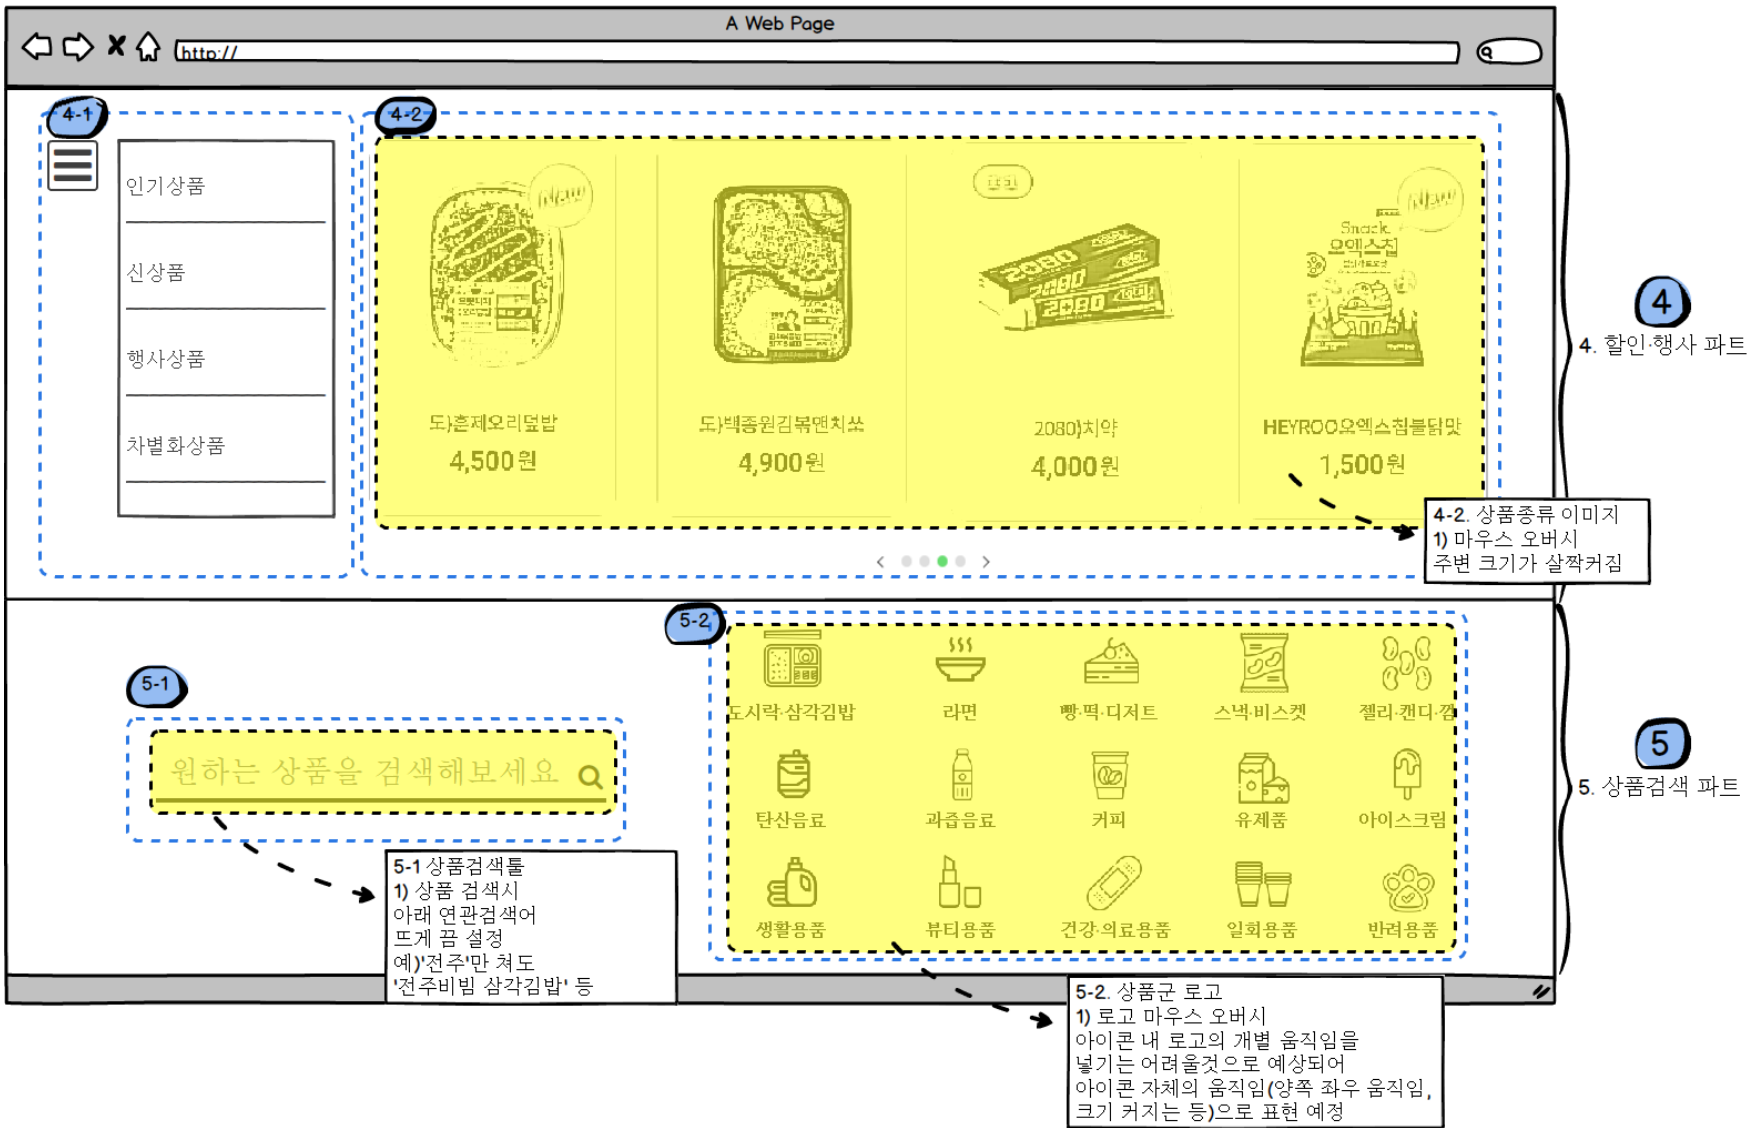 A Web Page
http://
4-1
4-2
인기상품
신상품
행사상품
차별화상품
New
2080
2080
2080
New
Snack
요엑스칩
도)훈제오리덮밥
4,500원
도)백종원김볶맨치쏘
4,900원
2080)치약
4,000원
HEYROO요엑스칩불닭맛
1,500원
4
4. 할인·행사 파트
4-2. 상품종류 이미지
1) 마우스 오버시
주변 크기가 살짝커짐
5-2
5-1
도시락·삼각김밥
라면
빵·떡·디저트
스낵·비스켓
젤리·캔디·껌
원하는 상품을 검색해보세요
탄산음료
과즙음료
커피
유제품
아이스크림
생활용품
뷰티용품
건강·의료용품
일회용품
반려용품
5
5. 상품검색 파트
5-1 상품검색툴
1) 상품 검색시
아래 연관검색어
뜨게 끔 설정
예)'전주'만 쳐도
'전주비빔 삼각김밥' 등
5-2. 상품군 로고
1) 로고 마우스 오버시
아이콘 내 로고의 개별 움직임을
넣기는 어려울것으로 예상되어
아이콘 자체의 움직임(양쪽 좌우 움직임,
크기 커지는 등)으로 표현 예정